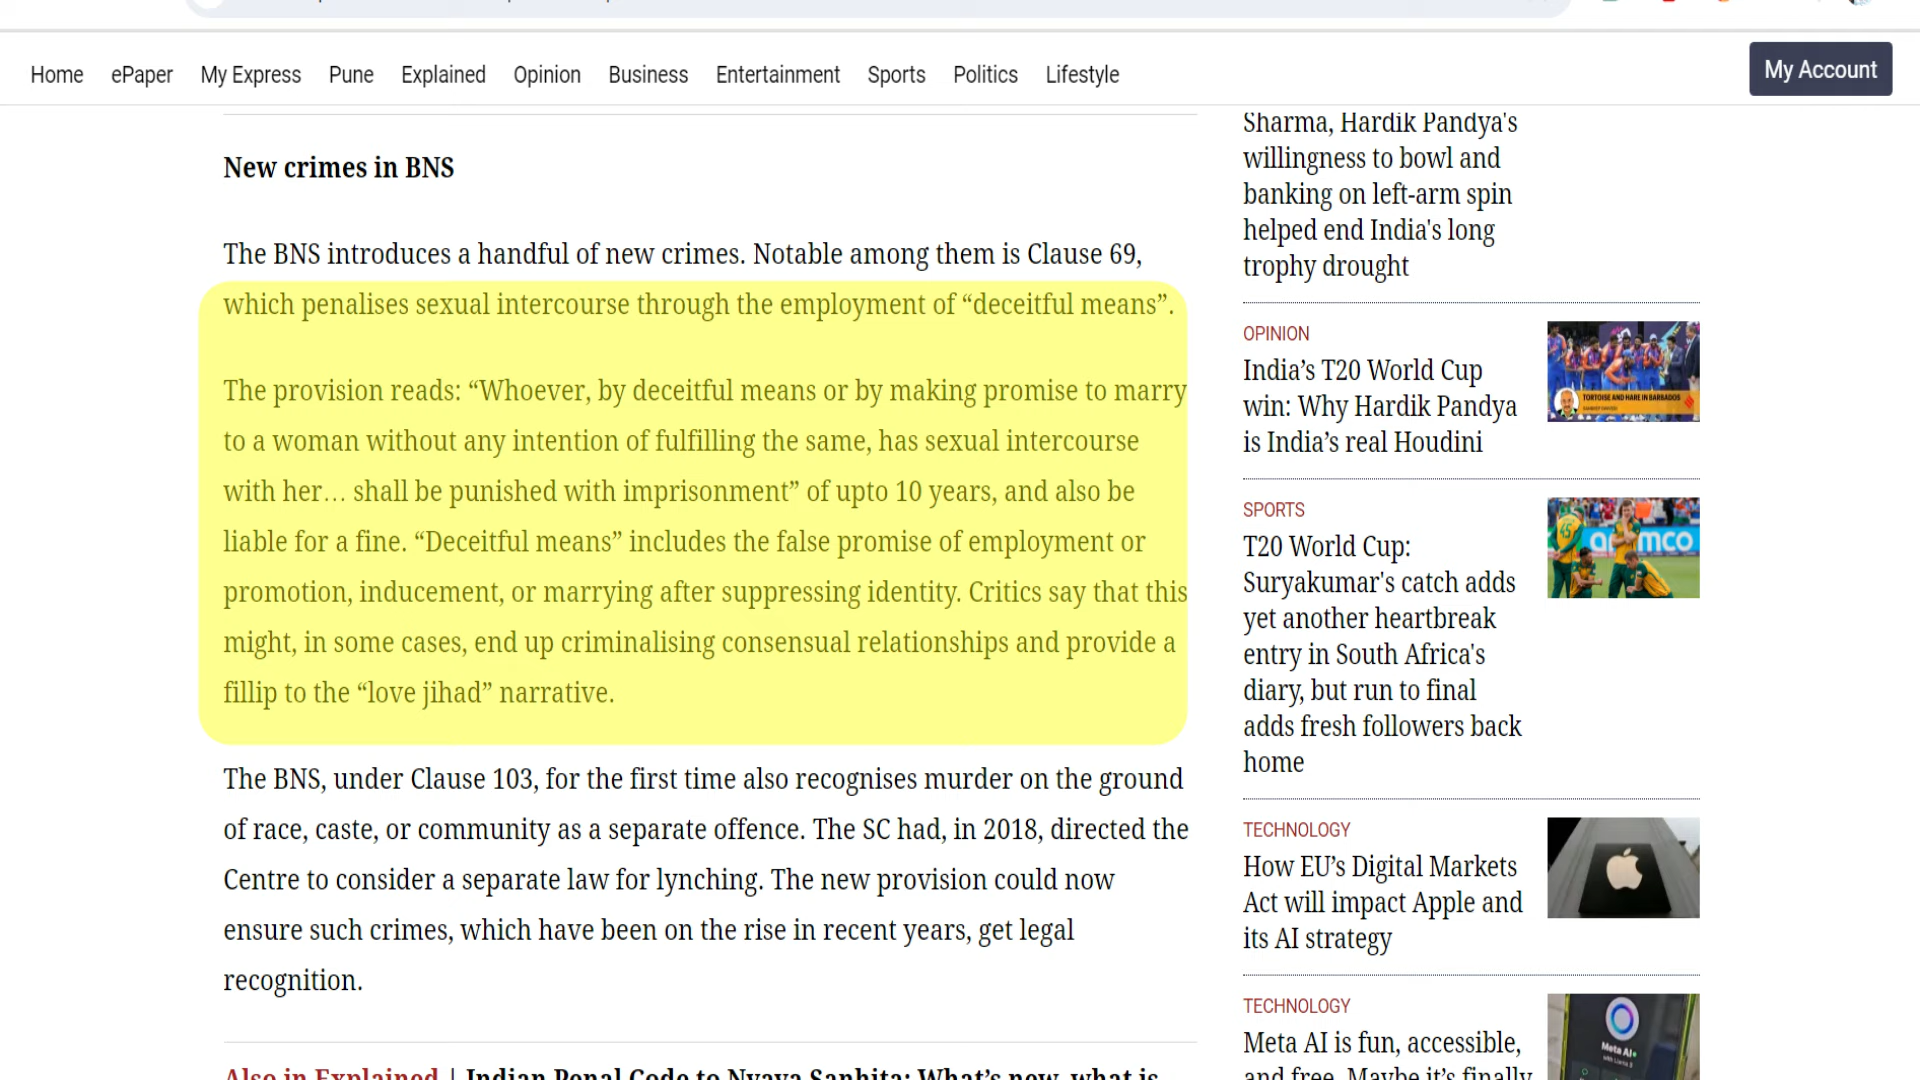 Home ePaper My Express Pune Explained Opinion Business Entertainment Sports Politics Lifestyle
My Account
New crimes in BNS
The BNS introduces a handful of new crimes. Notable among them is Clause 69,
which penalises sexual intercourse through the employment of “deceitful means”.
The provision reads: “Whoever, by deceitful means or by making promise to marry
to a woman without any intention of fulfilling the same, has sexual intercourse
with her… shall be punished with imprisonment” of upto 10 years, and also be
liable for a fine. “Deceitful means” includes the false promise of employment or
promotion, inducement, or marrying after suppressing identity. Critics say that this
might, in some cases, end up criminalising consensual relationships and provide a
fillip to the “love jihad” narrative.
The BNS, under Clause 103, for the first time also recognises murder on the ground
of race, caste, or community as a separate offence. The SC had, in 2018, directed the
Centre to consider a separate law for lynching. The new provision could now
ensure such crimes, which have been on the rise in recent years, get legal
recognition.
Also in Explained | Indian Penal Code to Nyaya Sanhita: What’s new, what is
Sharma, Hardik Pandya's
willingness to bowl and
banking on left-arm spin
helped end India's long
trophy drought
OPINION
India’s T20 World Cup
win: Why Hardik Pandya
is India’s real Houdini
TORTOISE AND HARE IN BARBADOS
SPORTS
T20 World Cup:
Suryakumar's catch adds
yet another heartbreak
entry in South Africa's
diary, but run to final
adds fresh followers back
home
45
TECHNOLOGY
How EU’s Digital Markets
Act will impact Apple and
its AI strategy
TECHNOLOGY
Meta AI is fun, accessible,
and free. Maybe it’s finally
Meta AI